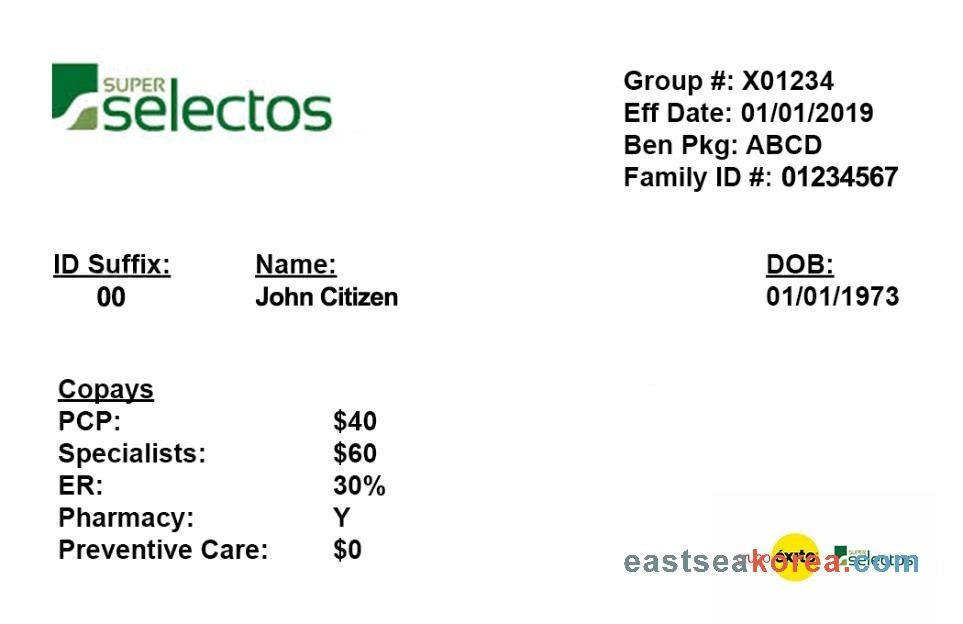 SUPER
selectos
Group #: X01234
Eff Date: 01/01/2019
Ben Pkg: ABCD
Family ID #: 01234567
ID Suffix: Name: DOB:
00 John Citizen 01/01/1973
Copays
PCP: $40
Specialists: $60
ER: 30%
Pharmacy: Y
Preventive Care: $0
éxito
SUPER
selectos
eastseakorea.com